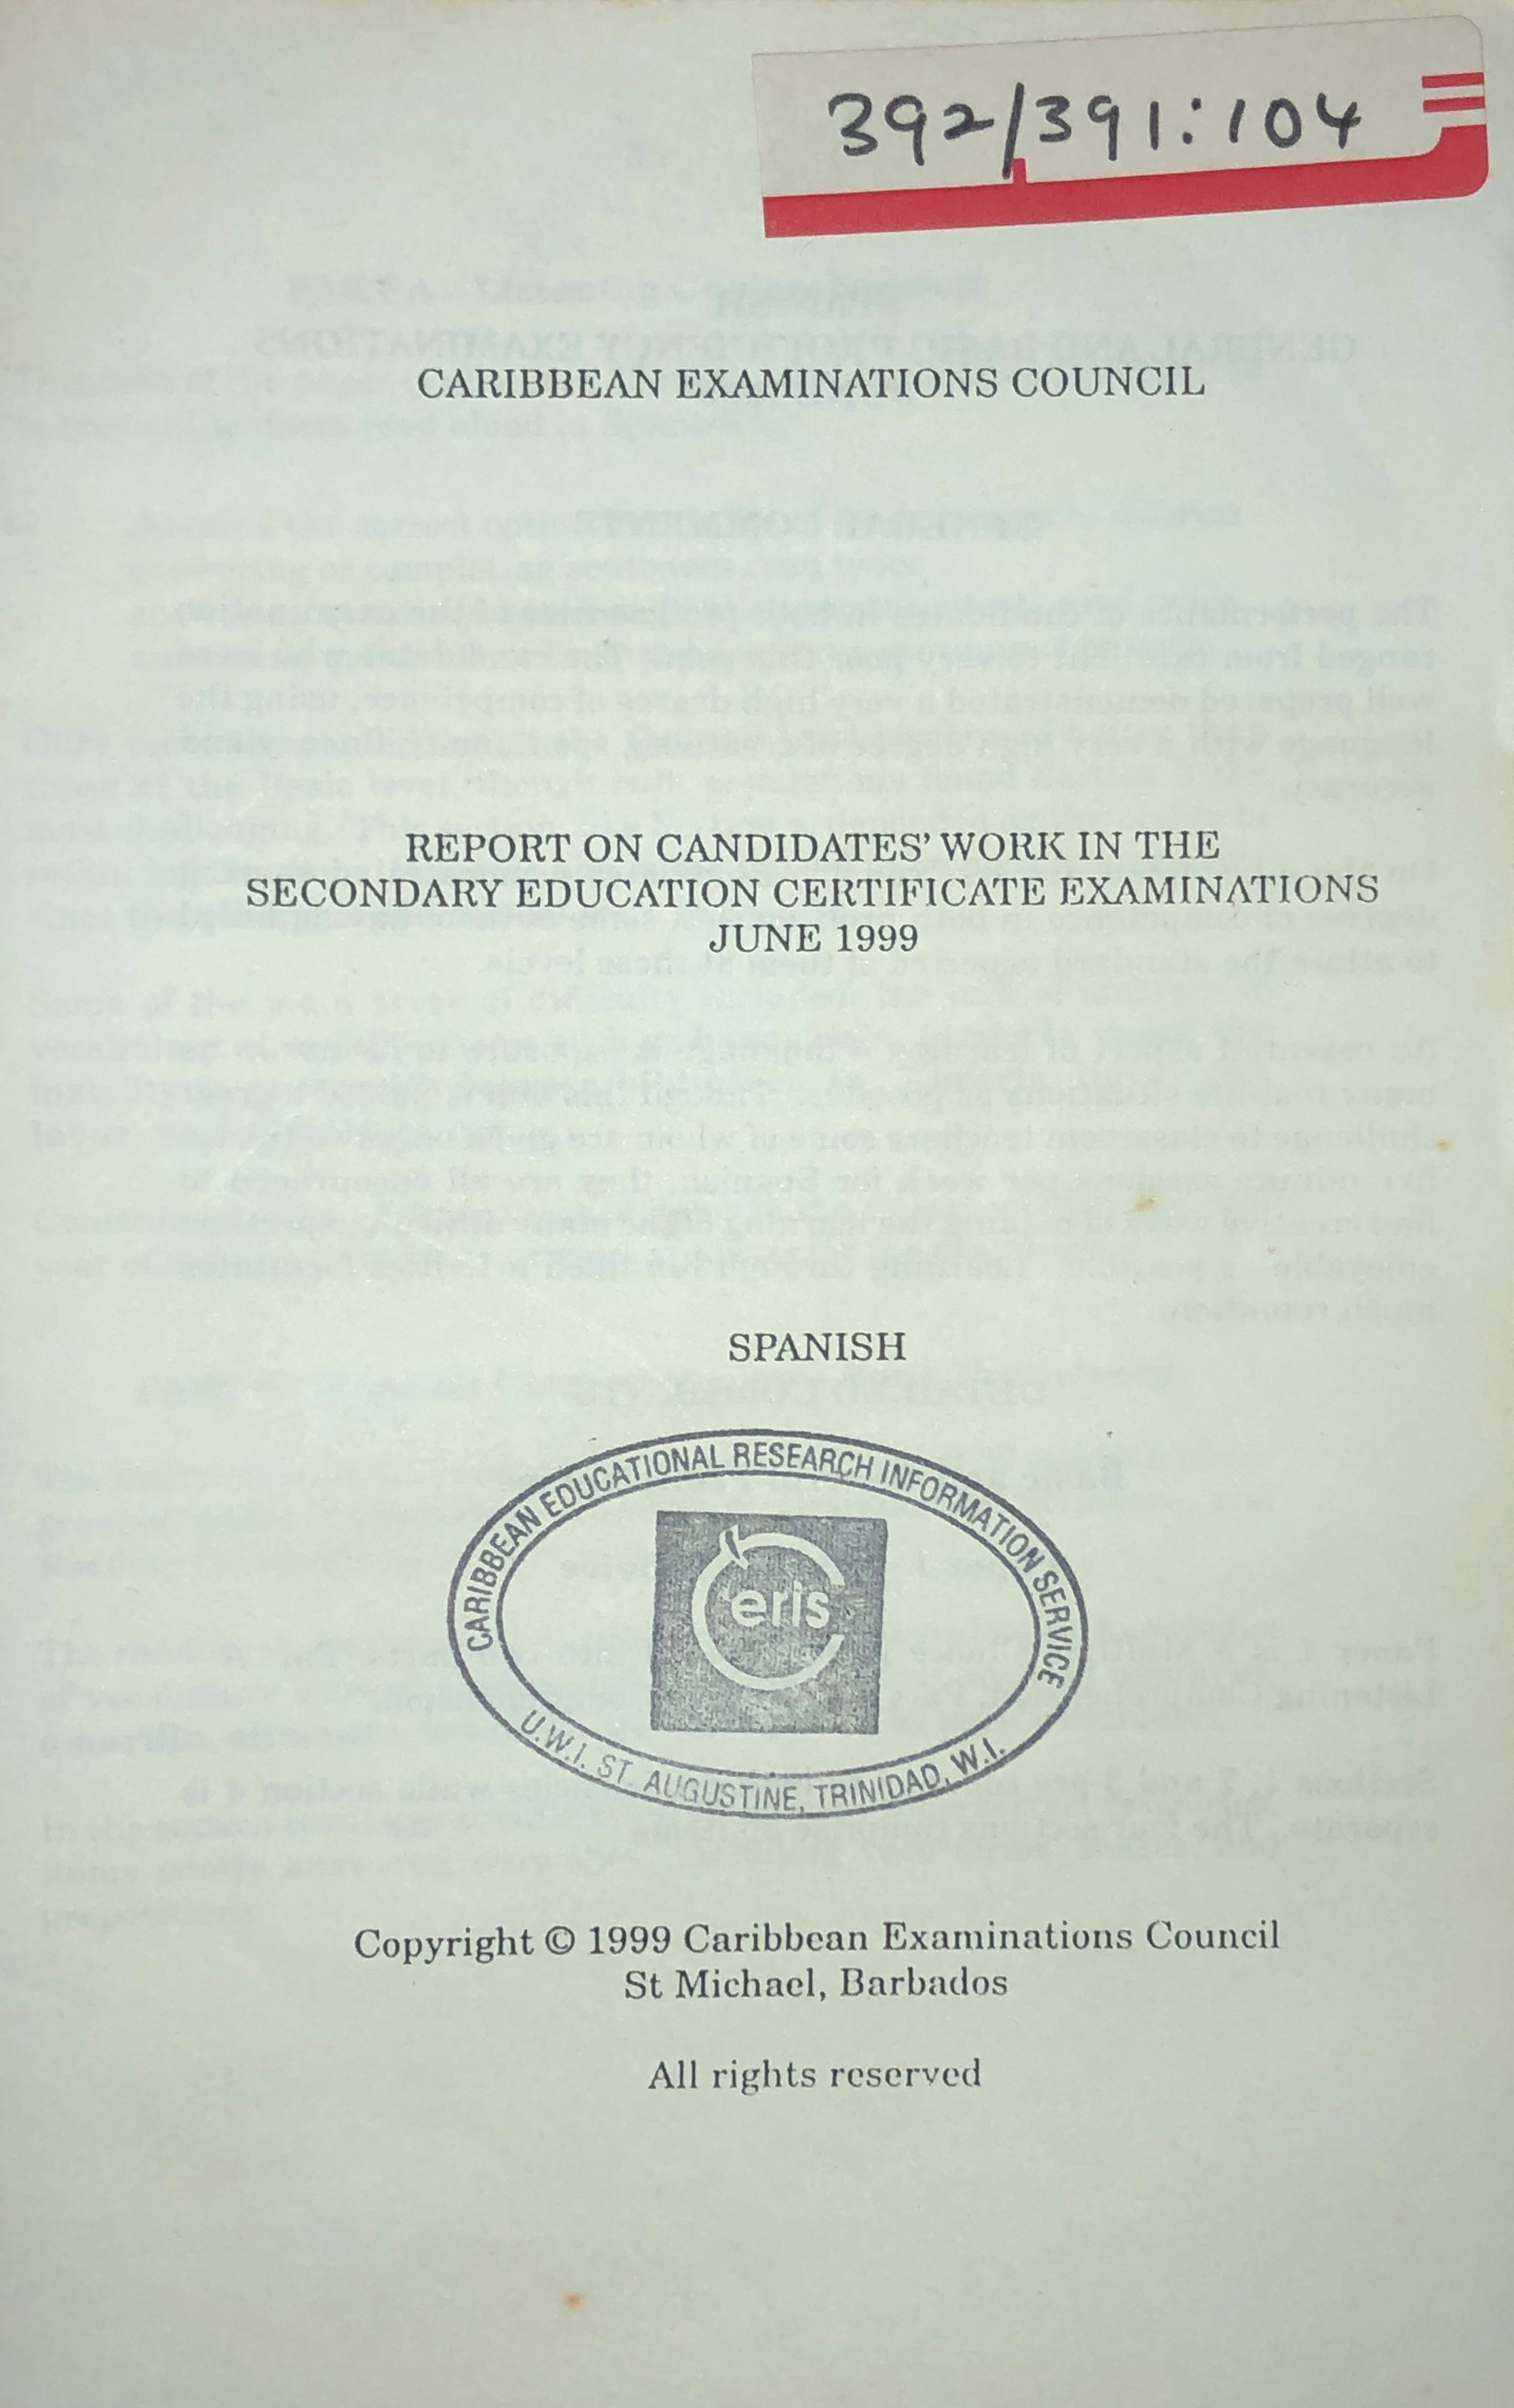 392/391:104
CARIBBEAN EXAMINATIONS COUNCIL
REPORT ON CANDIDATES' WORK IN THE
SECONDARY EDUCATION CERTIFICATE EXAMINATIONS
JUNE 1999
SPANISH
CARIBBEAN EDUCATIONAL RESEARCH INFORMATION SERVICE
Ceris
U.W.I. ST. AUGUSTINE, TRINIDAD, W.I.
Copyright © 1999 Caribbean Examinations Council
St Michael, Barbados
All rights reserved